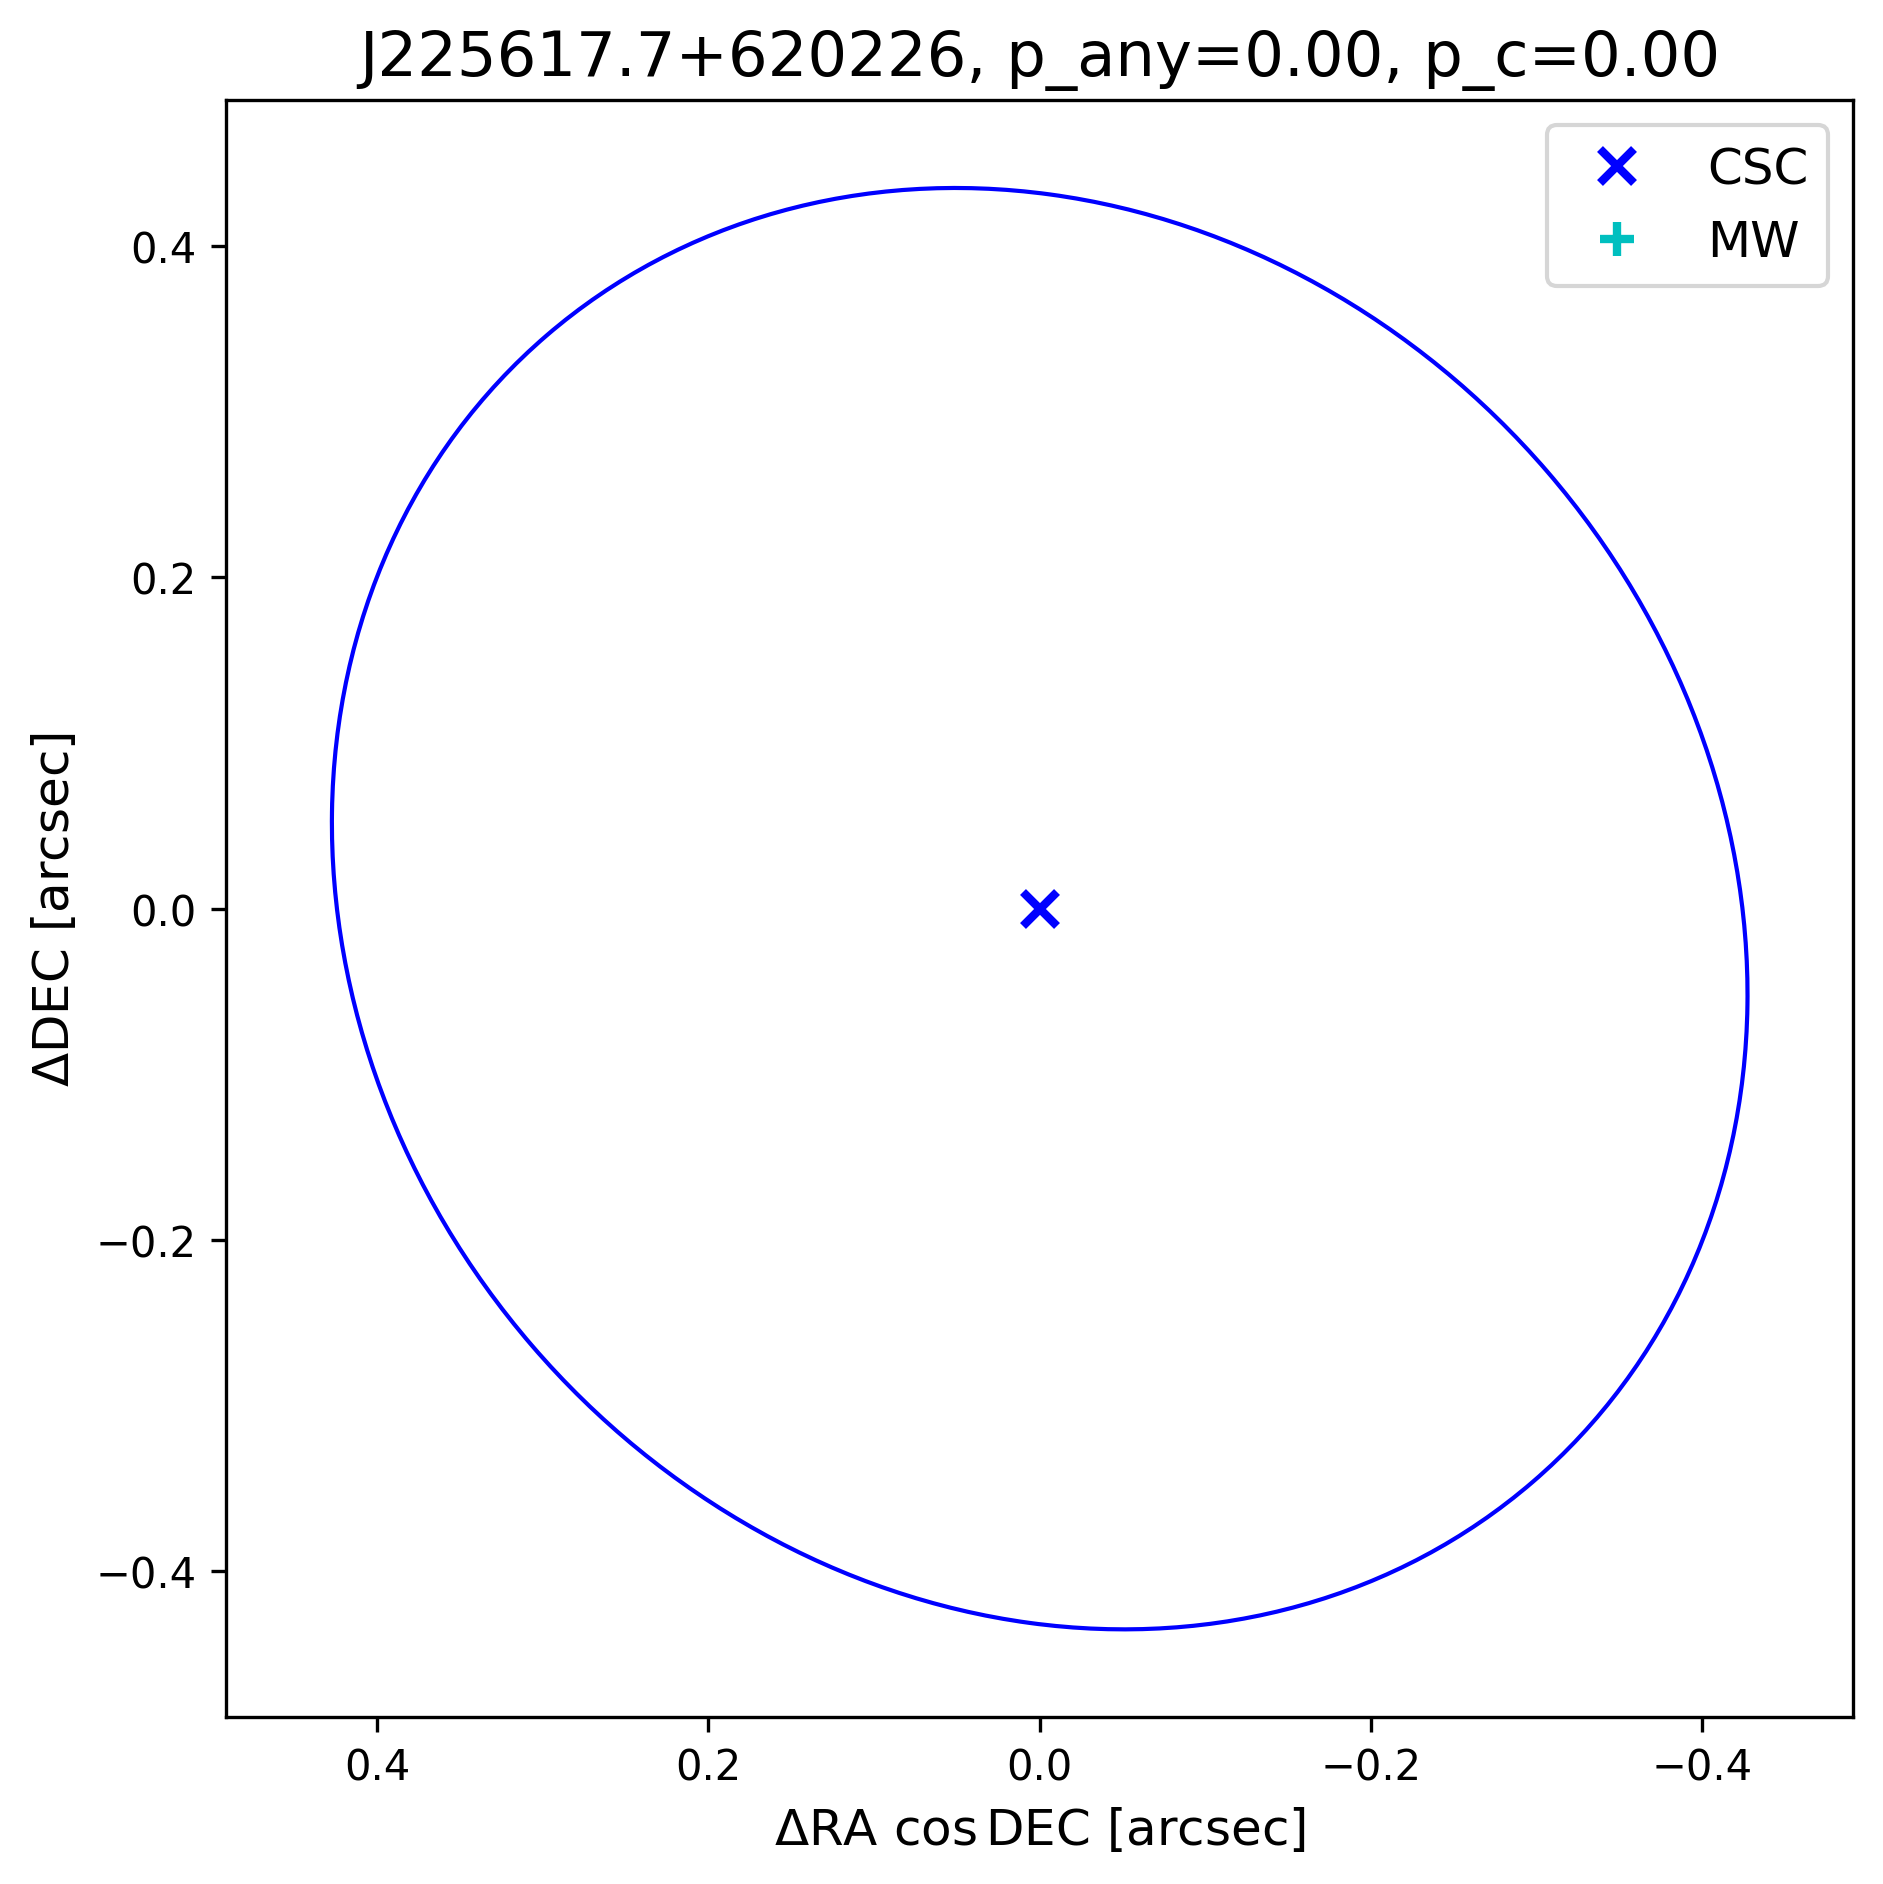 J225617.7+620226, p_any=0.00, p_c=0.00
CSC
MW
0.4
0.2
0.0
−0.2
−0.4
ΔDEC [arcsec]
0.4 0.2 0.0 −0.2 −0.4
ΔRA cos DEC [arcsec]